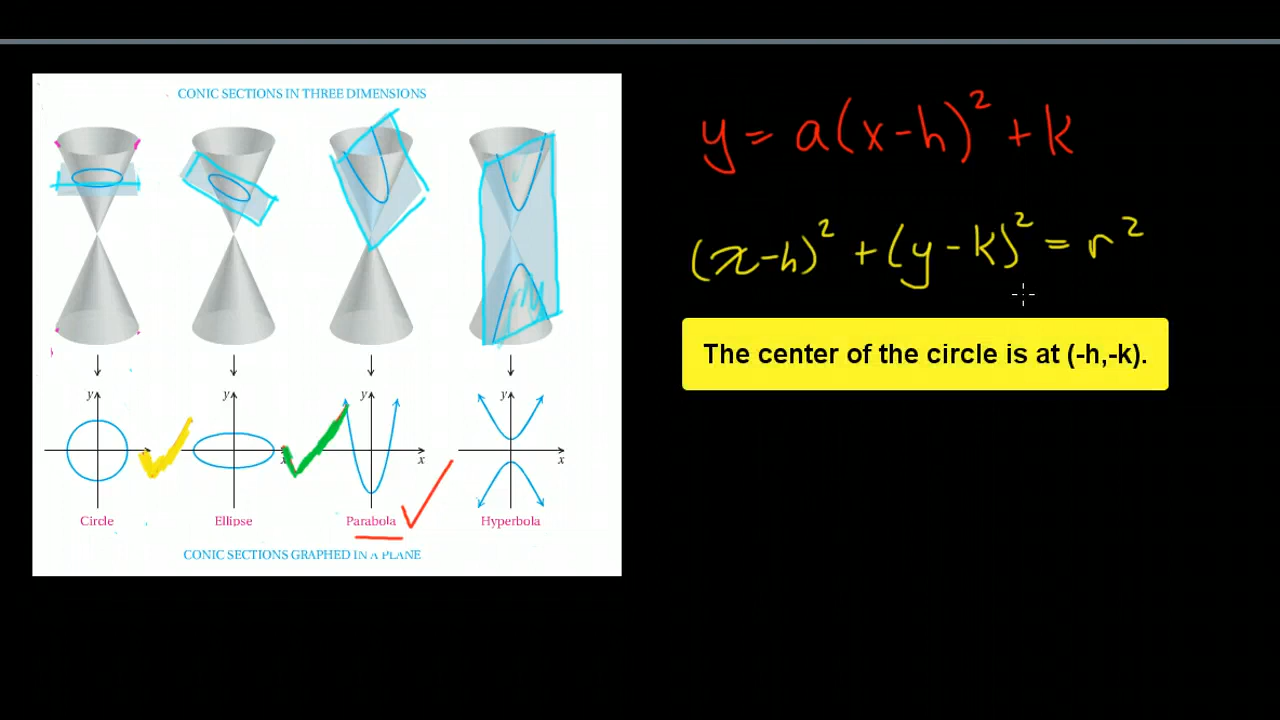 CONIC SECTIONS IN THREE DIMENSIONS
y = a(x-h)² + k
(x-h)² + (y-k)² = r²
The center of the circle is at (-h,-k).
y y y y
x x x
Circle Ellipse Parabola Hyperbola
CONIC SECTIONS GRAPHED IN A PLANE